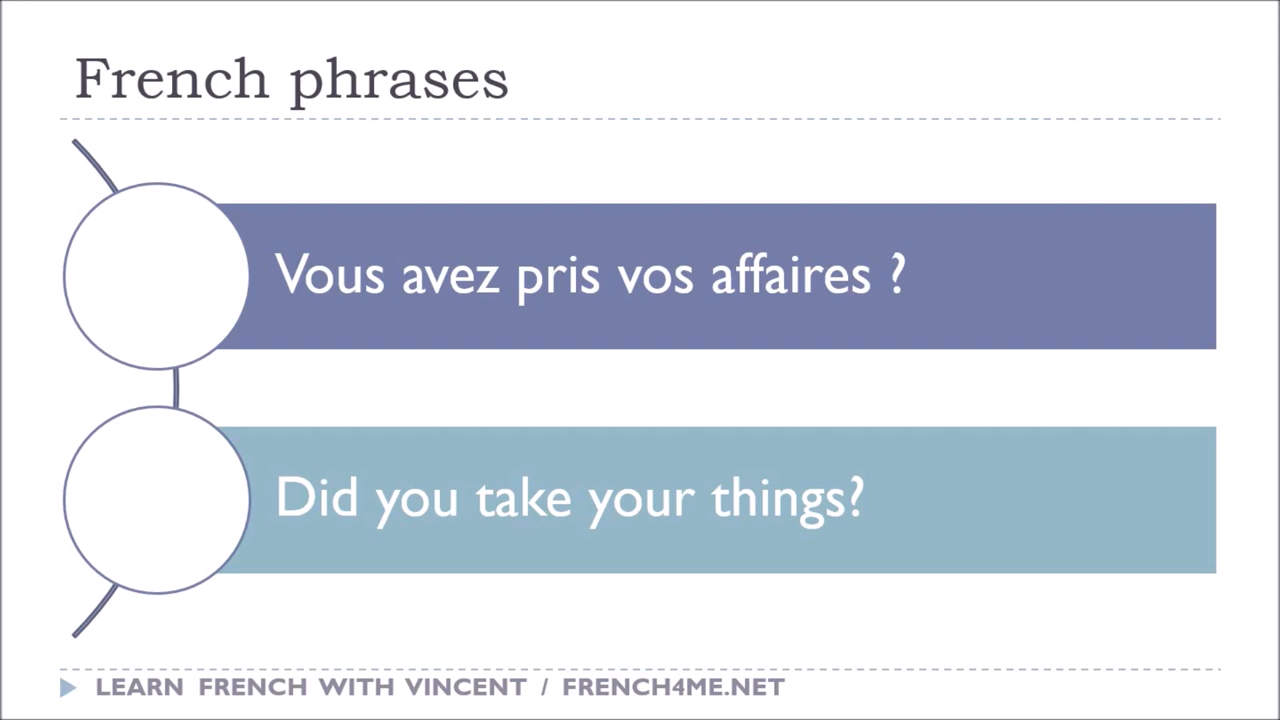 French phrases
Vous avez pris vos affaires ?
Did you take your things?
LEARN FRENCH WITH VINCENT / FRENCH4ME.NET